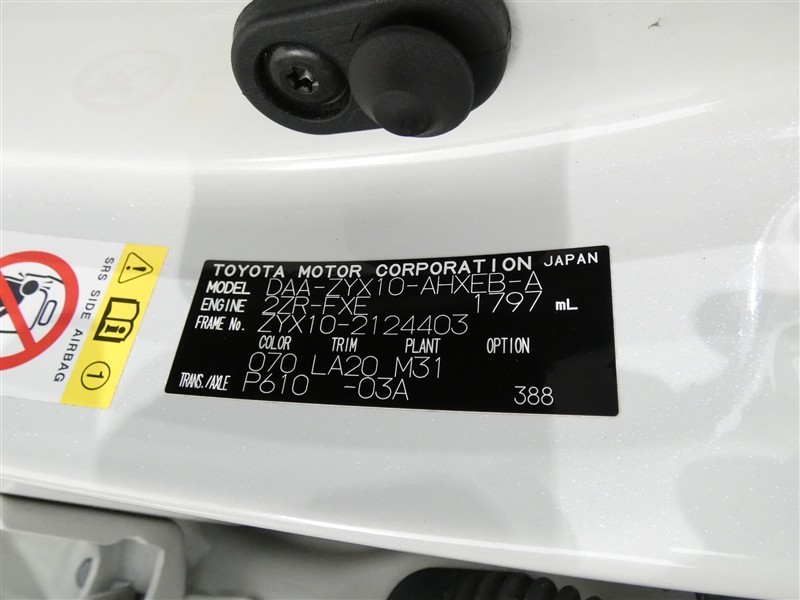 TOYOTA MOTOR CORPORATION JAPAN
MODEL DAA-ZYX10-AHXEB-A
ENGINE 2ZR-FXE 1797 mL
FRAME No. ZYX10-2124403
COLOR TRIM PLANT OPTION
070 LA20 M31
TRANS./AXLE P610 -03A 388
SRS SIDE AIRBAG
1